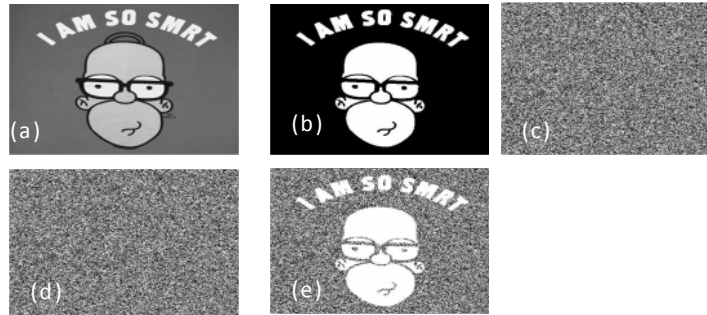 I AM SO SMRT
(a)
I AM SO SMRT
(b)
(c)
(d)
I AM SO SMRT
(e)